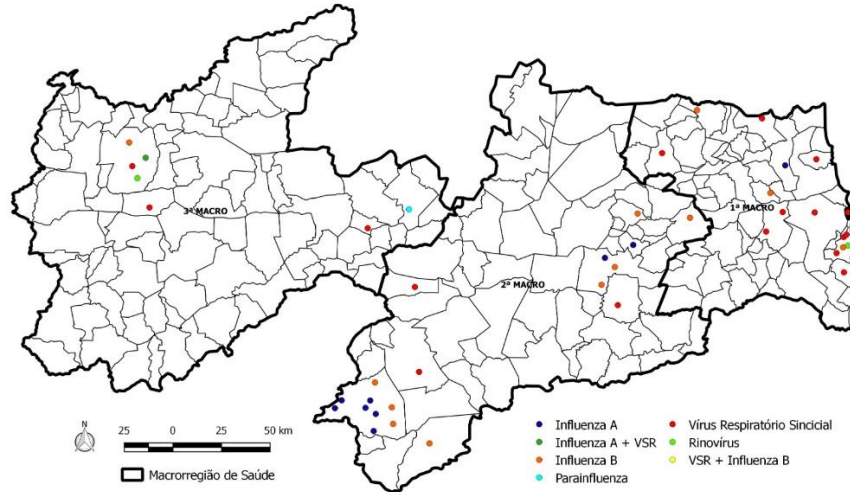 3ª MACRO
1ª MACRO
2ª MACRO
N
25 0 25 50 km
Macrorregião de Saúde
Influenza A
Influenza A + VSR
Influenza B
Parainfluenza
Vírus Respiratório Sincicial
Rinovírus
VSR + Influenza B